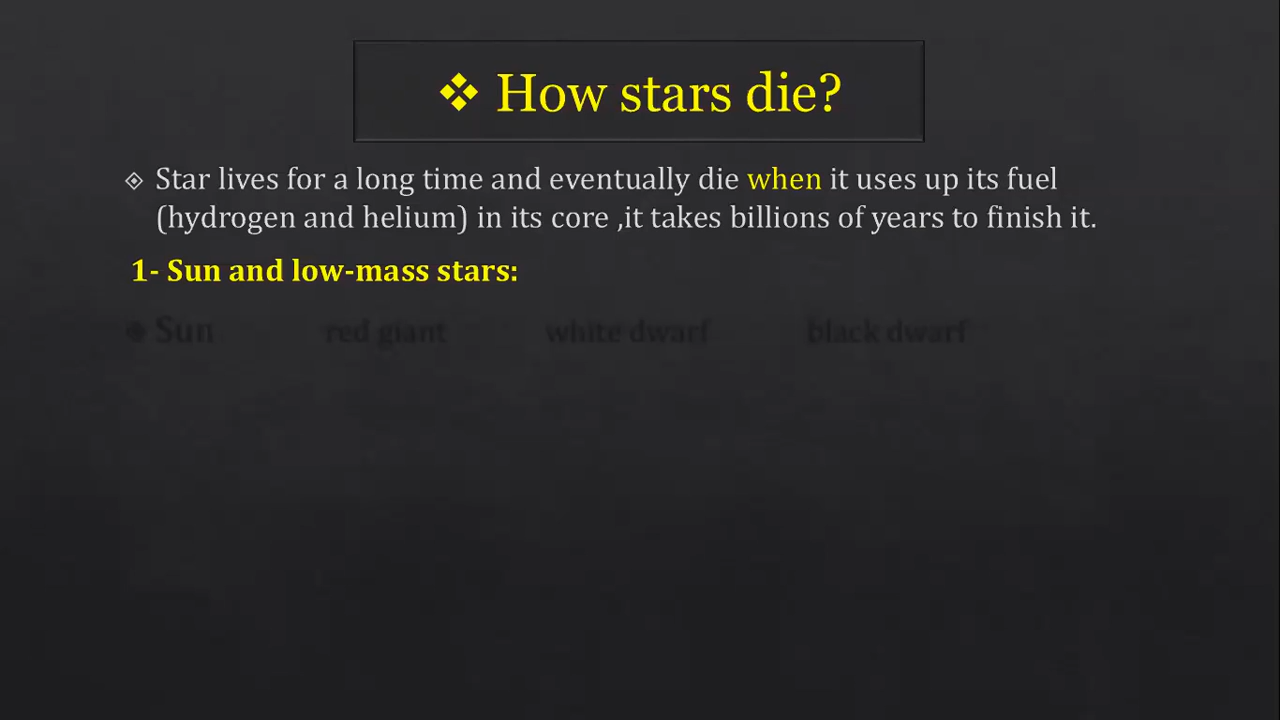 ❖ How stars die?
Star lives for a long time and eventually die when it uses up its fuel
(hydrogen and helium) in its core ,it takes billions of years to finish it.
1- Sun and low-mass stars:
Sun red giant white dwarf black dwarf